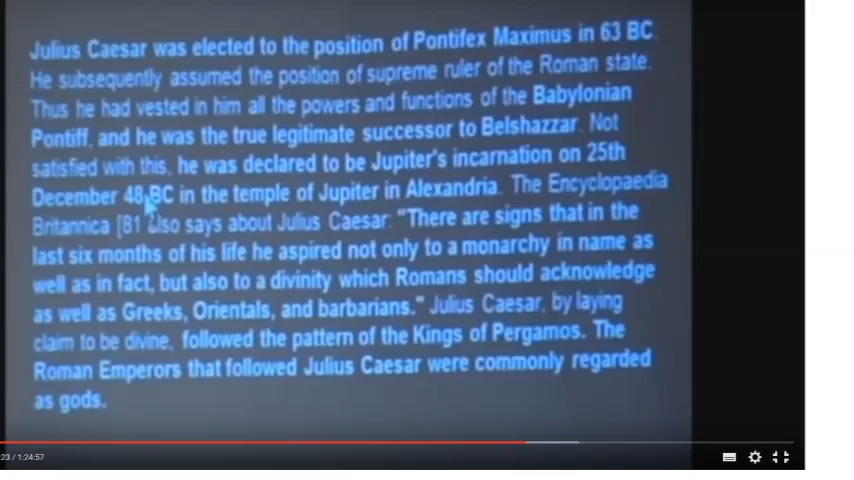 Julius Caesar was elected to the position of Pontifex Maximus in 63 BC.
He subsequently assumed the position of supreme ruler of the Roman state.
Thus he had vested in him all the powers and functions of the Babylonian
Pontiff, and he was the true legitimate successor to Belshazzar. Not
satisfied with this, he was declared to be Jupiter's incarnation on 25th
December 48 BC in the temple of Jupiter in Alexandria. The Encyclopaedia
Britannica [B1 also says about Julius Caesar: "There are signs that in the
last six months of his life he aspired not only to a monarchy in name as
well as in fact, but also to a divinity which Romans should acknowledge
as well as Greeks, Orientals, and barbarians." Julius Caesar, by laying
claim to be divine, followed the pattern of the Kings of Pergamos. The
Roman Emperors that followed Julius Caesar were commonly regarded
as gods.
:23 / 1:24:57